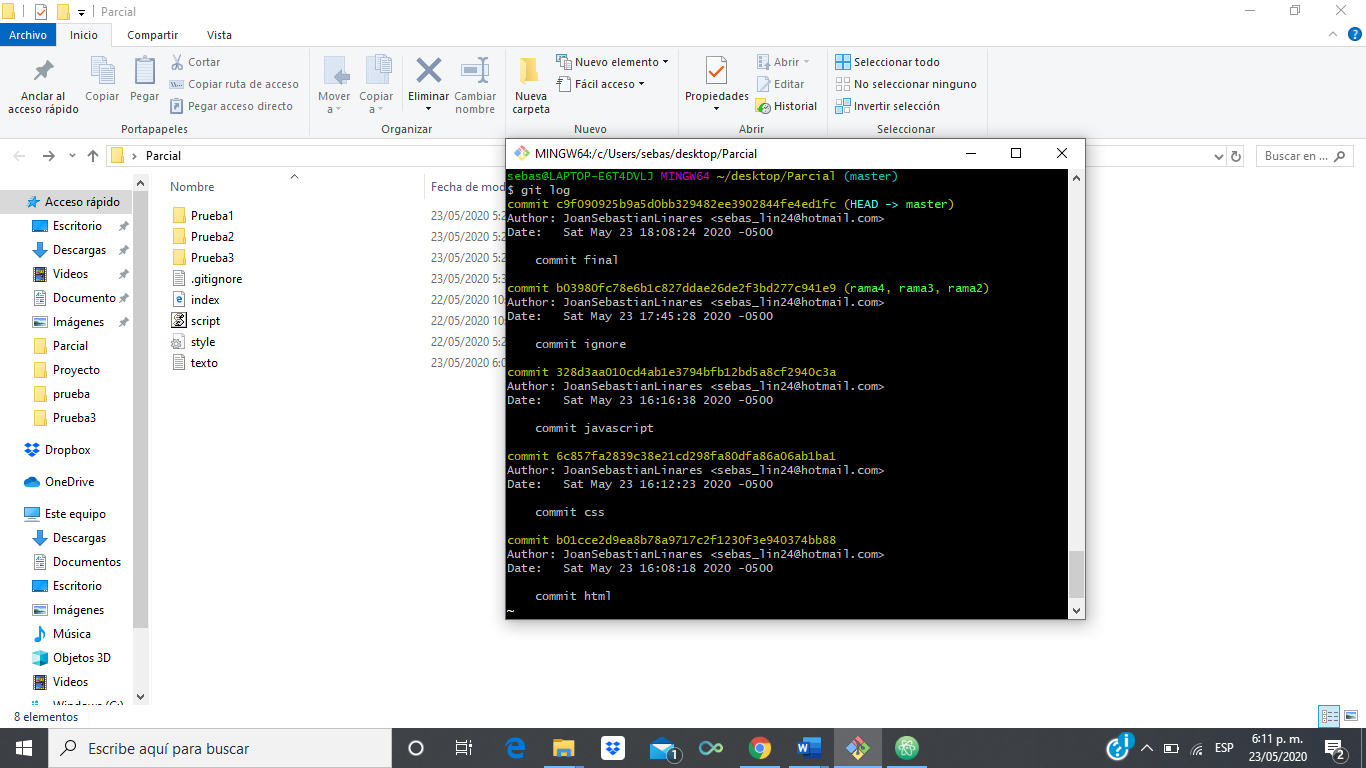 Parcial
Archivo Inicio Compartir Vista
Anclar al acceso rápido
Copiar
Pegar
Cortar
Copiar ruta de acceso
Pegar acceso directo
Portapapeles
Mover a
Copiar a
Eliminar
Cambiar nombre
Organizar
Nueva carpeta
Nuevo elemento
Fácil acceso
Nuevo
Propiedades
Abrir
Editar
Historial
Abrir
Seleccionar todo
No seleccionar ninguno
Invertir selección
Seleccionar
Parcial
Buscar en ...
Acceso rápido
Escritorio
Descargas
Videos
Documento
Imágenes
Parcial
Proyecto
prueba
Prueba3
Dropbox
OneDrive
Este equipo
Descargas
Documentos
Escritorio
Imágenes
Música
Objetos 3D
Videos
Windows (C:)
Nombre Fecha de mod
Prueba1 23/05/2020 5:2
Prueba2 23/05/2020 5:2
Prueba3 23/05/2020 5:2
.gitignore 23/05/2020 5:3
index 22/05/2020 10:
script 22/05/2020 10:
style 22/05/2020 5:2
texto 23/05/2020 6:0
MINGW64:/c/Users/sebas/desktop/Parcial
sebas@LAPTOP-E6T4DVLJ MINGW64 ~/desktop/Parcial (master)
$ git log
commit c9f090925b9a5d0bb329482ee3902844fe4ed1fc (HEAD -> master)
Author: JoanSebastianLinares <sebas_lin24@hotmail.com>
Date: Sat May 23 18:08:24 2020 -0500
commit final
commit b03980fc78e6b1c827ddae26de2f3bd277c941e9 (rama4, rama3, rama2)
Author: JoanSebastianLinares <sebas_lin24@hotmail.com>
Date: Sat May 23 17:45:28 2020 -0500
commit ignore
commit 328d3aa010cd4ab1e3794bfb12bd5a8cf2940c3a
Author: JoanSebastianLinares <sebas_lin24@hotmail.com>
Date: Sat May 23 16:16:38 2020 -0500
commit javascript
commit 6c857fa2839c38e21cd298fa80dfa86a06ab1ba1
Author: JoanSebastianLinares <sebas_lin24@hotmail.com>
Date: Sat May 23 16:12:23 2020 -0500
commit css
commit b01cce2d9ea8b78a9717c2f1230f3e940374bb88
Author: JoanSebastianLinares <sebas_lin24@hotmail.com>
Date: Sat May 23 16:08:18 2020 -0500
commit html
~
8 elementos
Escribe aquí para buscar
1
ESP
6:11 p. m.
23/05/2020
2